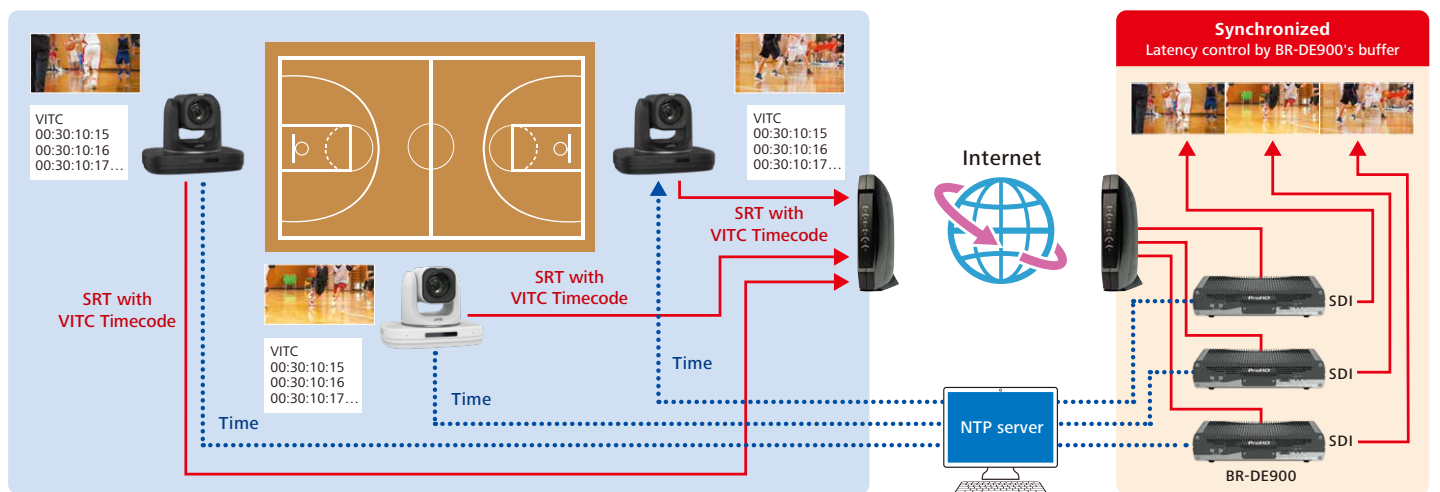 VITC
00:30:10:15
00:30:10:16
00:30:10:17...
SRT with
VITC Timecode
VITC
00:30:10:15
00:30:10:16
00:30:10:17...
SRT with
VITC Timecode
Time
Time
VITC
00:30:10:15
00:30:10:16
00:30:10:17...
SRT with
VITC Timecode
Time
Internet
NTP server
Synchronized
Latency control by BR-DE900's buffer
ProHD
SDI
ProHD
SDI
ProHD
SDI
BR-DE900